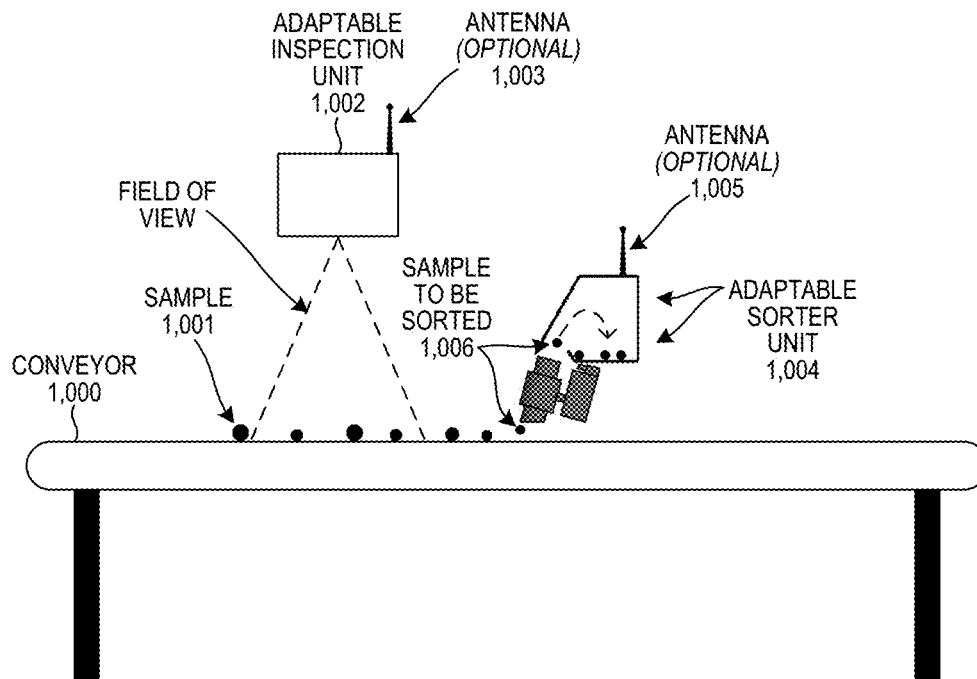 ADAPTABLE
INSPECTION
UNIT
1,002
ANTENNA
(OPTIONAL)
1,003
ANTENNA
(OPTIONAL)
1,005
FIELD OF
VIEW
SAMPLE
1,001
SAMPLE
TO BE
SORTED
1,006
ADAPTABLE
SORTER
UNIT
1,004
CONVEYOR
1,000